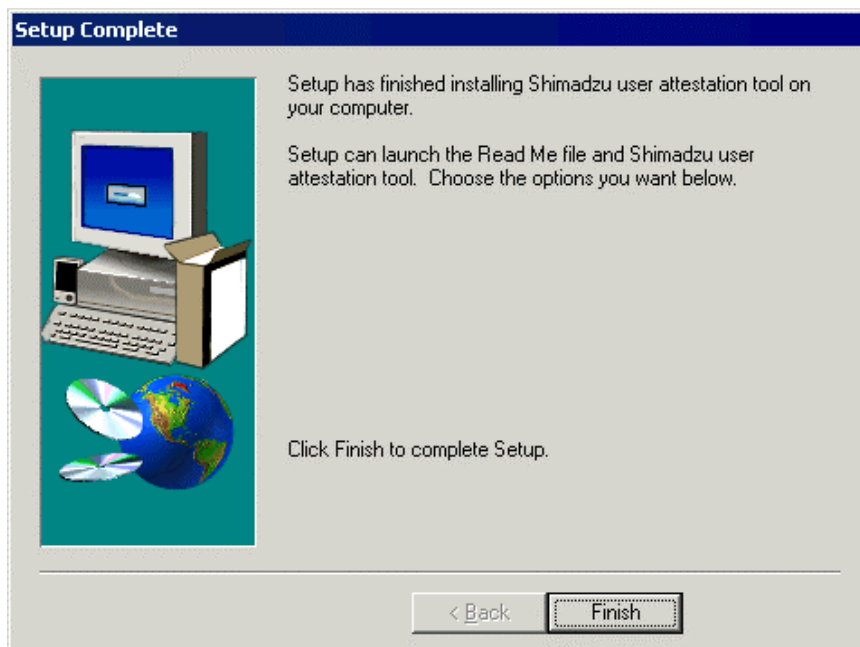 Setup Complete
Setup has finished installing Shimadzu user attestation tool on
your computer.
Setup can launch the Read Me file and Shimadzu user
attestation tool.  Choose the options you want below.
Click Finish to complete Setup.
< Back
Finish